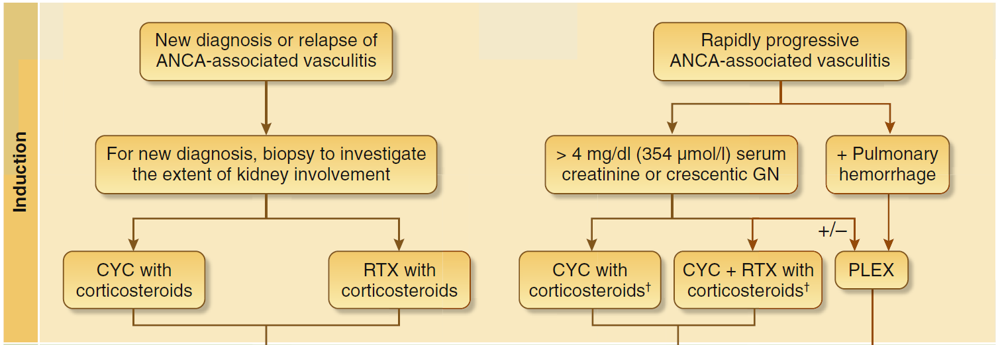 Induction
New diagnosis or relapse of
ANCA-associated vasculitis
Rapidly progressive
ANCA-associated vasculitis
For new diagnosis, biopsy to investigate
the extent of kidney involvement
> 4 mg/dl (354 µmol/l) serum
creatinine or crescentic GN
+ Pulmonary
hemorrhage
+/–
CYC with
corticosteroids
RTX with
corticosteroids
CYC with
corticosteroids†
CYC + RTX with
corticosteroids†
PLEX